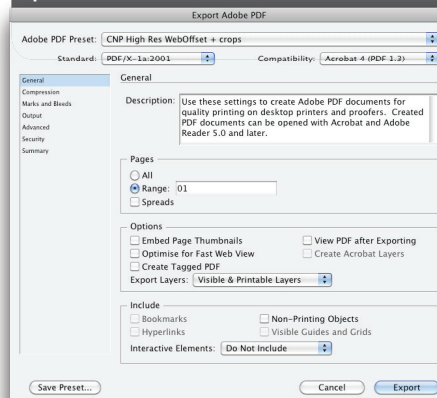 Export Adobe PDF
Adobe PDF Preset: CNP High Res WebOffset + crops
Standard: PDF/X-1a:2001 Compatibility: Acrobat 4 (PDF 1.3)
General
Compression
Marks and Bleeds
Output
Advanced
Security
Summary
General
Description: Use these settings to create Adobe PDF documents for
quality printing on desktop printers and proofers. Created
PDF documents can be opened with Acrobat and Adobe
Reader 5.0 and later.
Pages
All
Range: 01
Spreads
Options
Embed Page Thumbnails View PDF after Exporting
Optimise for Fast Web View Create Acrobat Layers
Create Tagged PDF
Export Layers: Visible & Printable Layers
Include
Bookmarks Non-Printing Objects
Hyperlinks Visible Guides and Grids
Interactive Elements: Do Not Include
Save Preset... Cancel Export